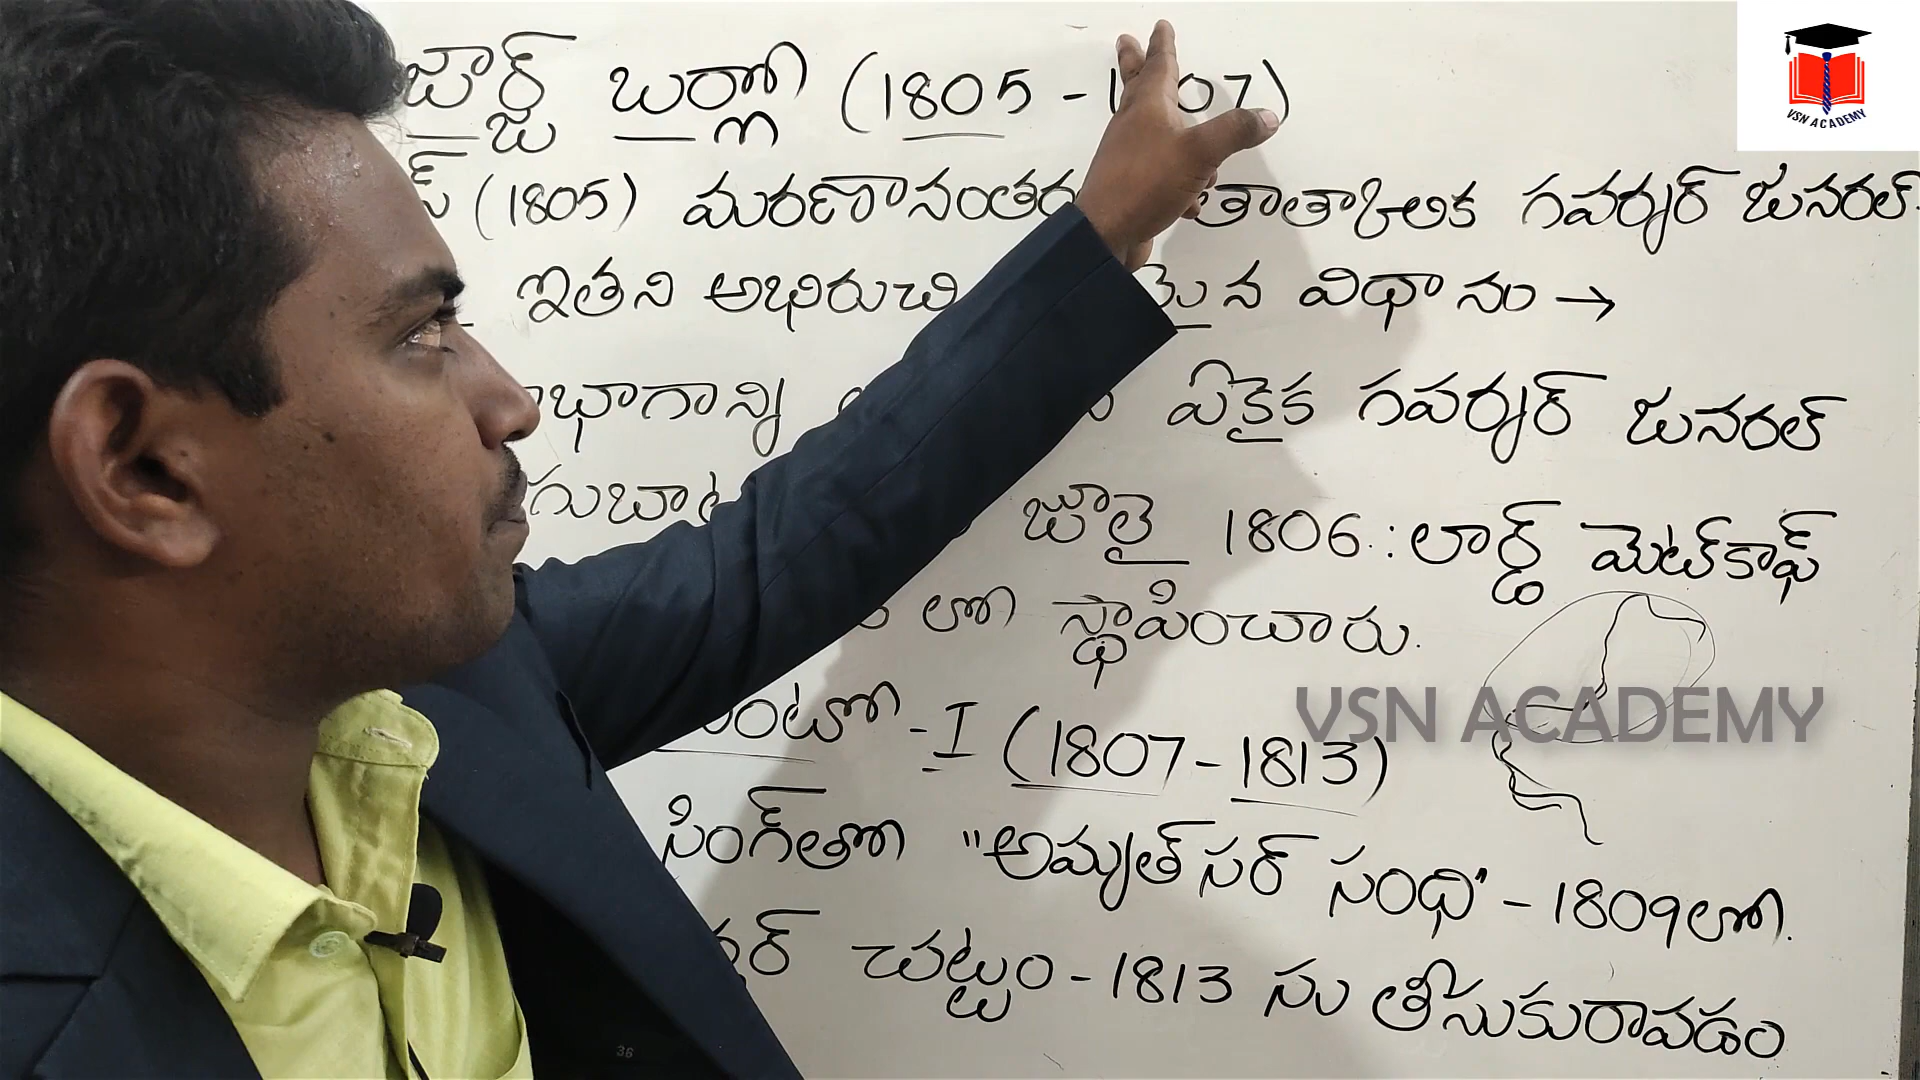 జార్జ్ బర్లో (1805 -
(1805) మరణానంతరం తాత్కాలిక గవర్నర్ జనరల్.
ఇతని అభిరుచి విధానం →
ఏకైక గవర్నర్ జనరల్
జూలై 1806 : లార్డ్ మెట్‌కాఫ్
లో స్థాపించారు.
- I (1807 - 1813)
సింగ్‌తో "అమృత్‌సర్ సంధి" - 1809లో.
చట్టం - 1813 ను తీసుకురావడం
VSN ACADEMY
VSN ACADEMY